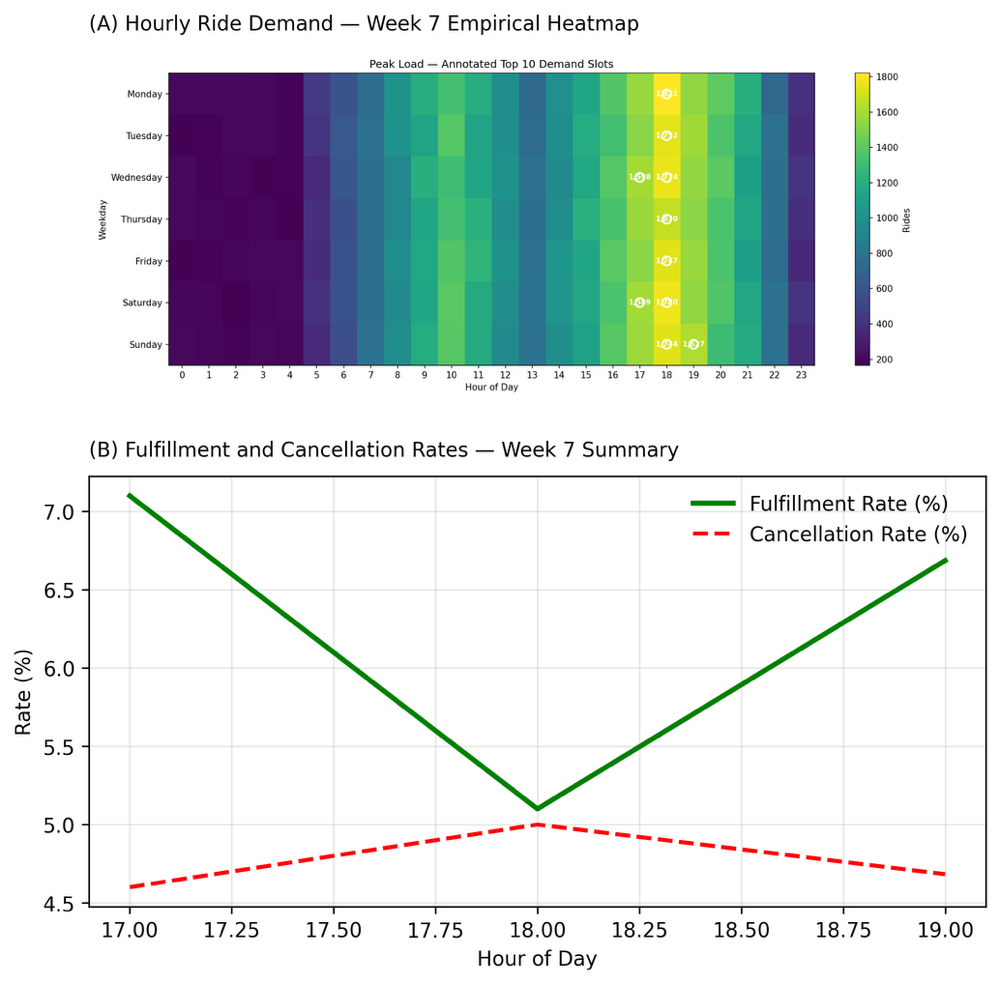 (A) Hourly Ride Demand — Week 7 Empirical Heatmap
Peak Load — Annotated Top 10 Demand Slots
Weekday
Monday
Tuesday
Wednesday
Thursday
Friday
Saturday
Sunday
0 1 2 3 4 5 6 7 8 9 10 11 12 13 14 15 16 17 18 19 20 21 22 23
Hour of Day
1800
1600
1400
1200
1000
800
600
400
200
Rides
(B) Fulfillment and Cancellation Rates — Week 7 Summary
Fulfillment Rate (%)
Cancellation Rate (%)
Rate (%)
7.0
6.5
6.0
5.5
5.0
4.5
17.00 17.25 17.50 17.75 18.00 18.25 18.50 18.75 19.00
Hour of Day